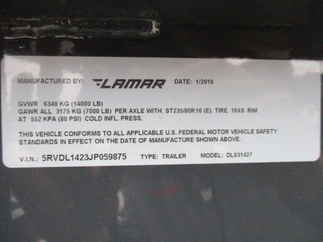 MANUFACTURED BY: LAMAR DATE: 1/2018
GVWR 6349 KG (14000 LB)
GAWR ALL 3175 KG (7000 LB) PER AXLE WITH ST235/80R16 (E), TIRE, 16X6 RIM
AT 552 KPA (80 PSI) COLD INFL. PRESS.
THIS VEHICLE CONFORMS TO ALL APPLICABLE U.S. FEDERAL MOTOR VEHICLE SAFETY
STANDARDS IN EFFECT ON THE DATE OF MANUFACTURE SHOWN ABOVE.
V.I.N.: 5RVDL1423JP059875 TYPE: TRAILER MODEL: DL831427